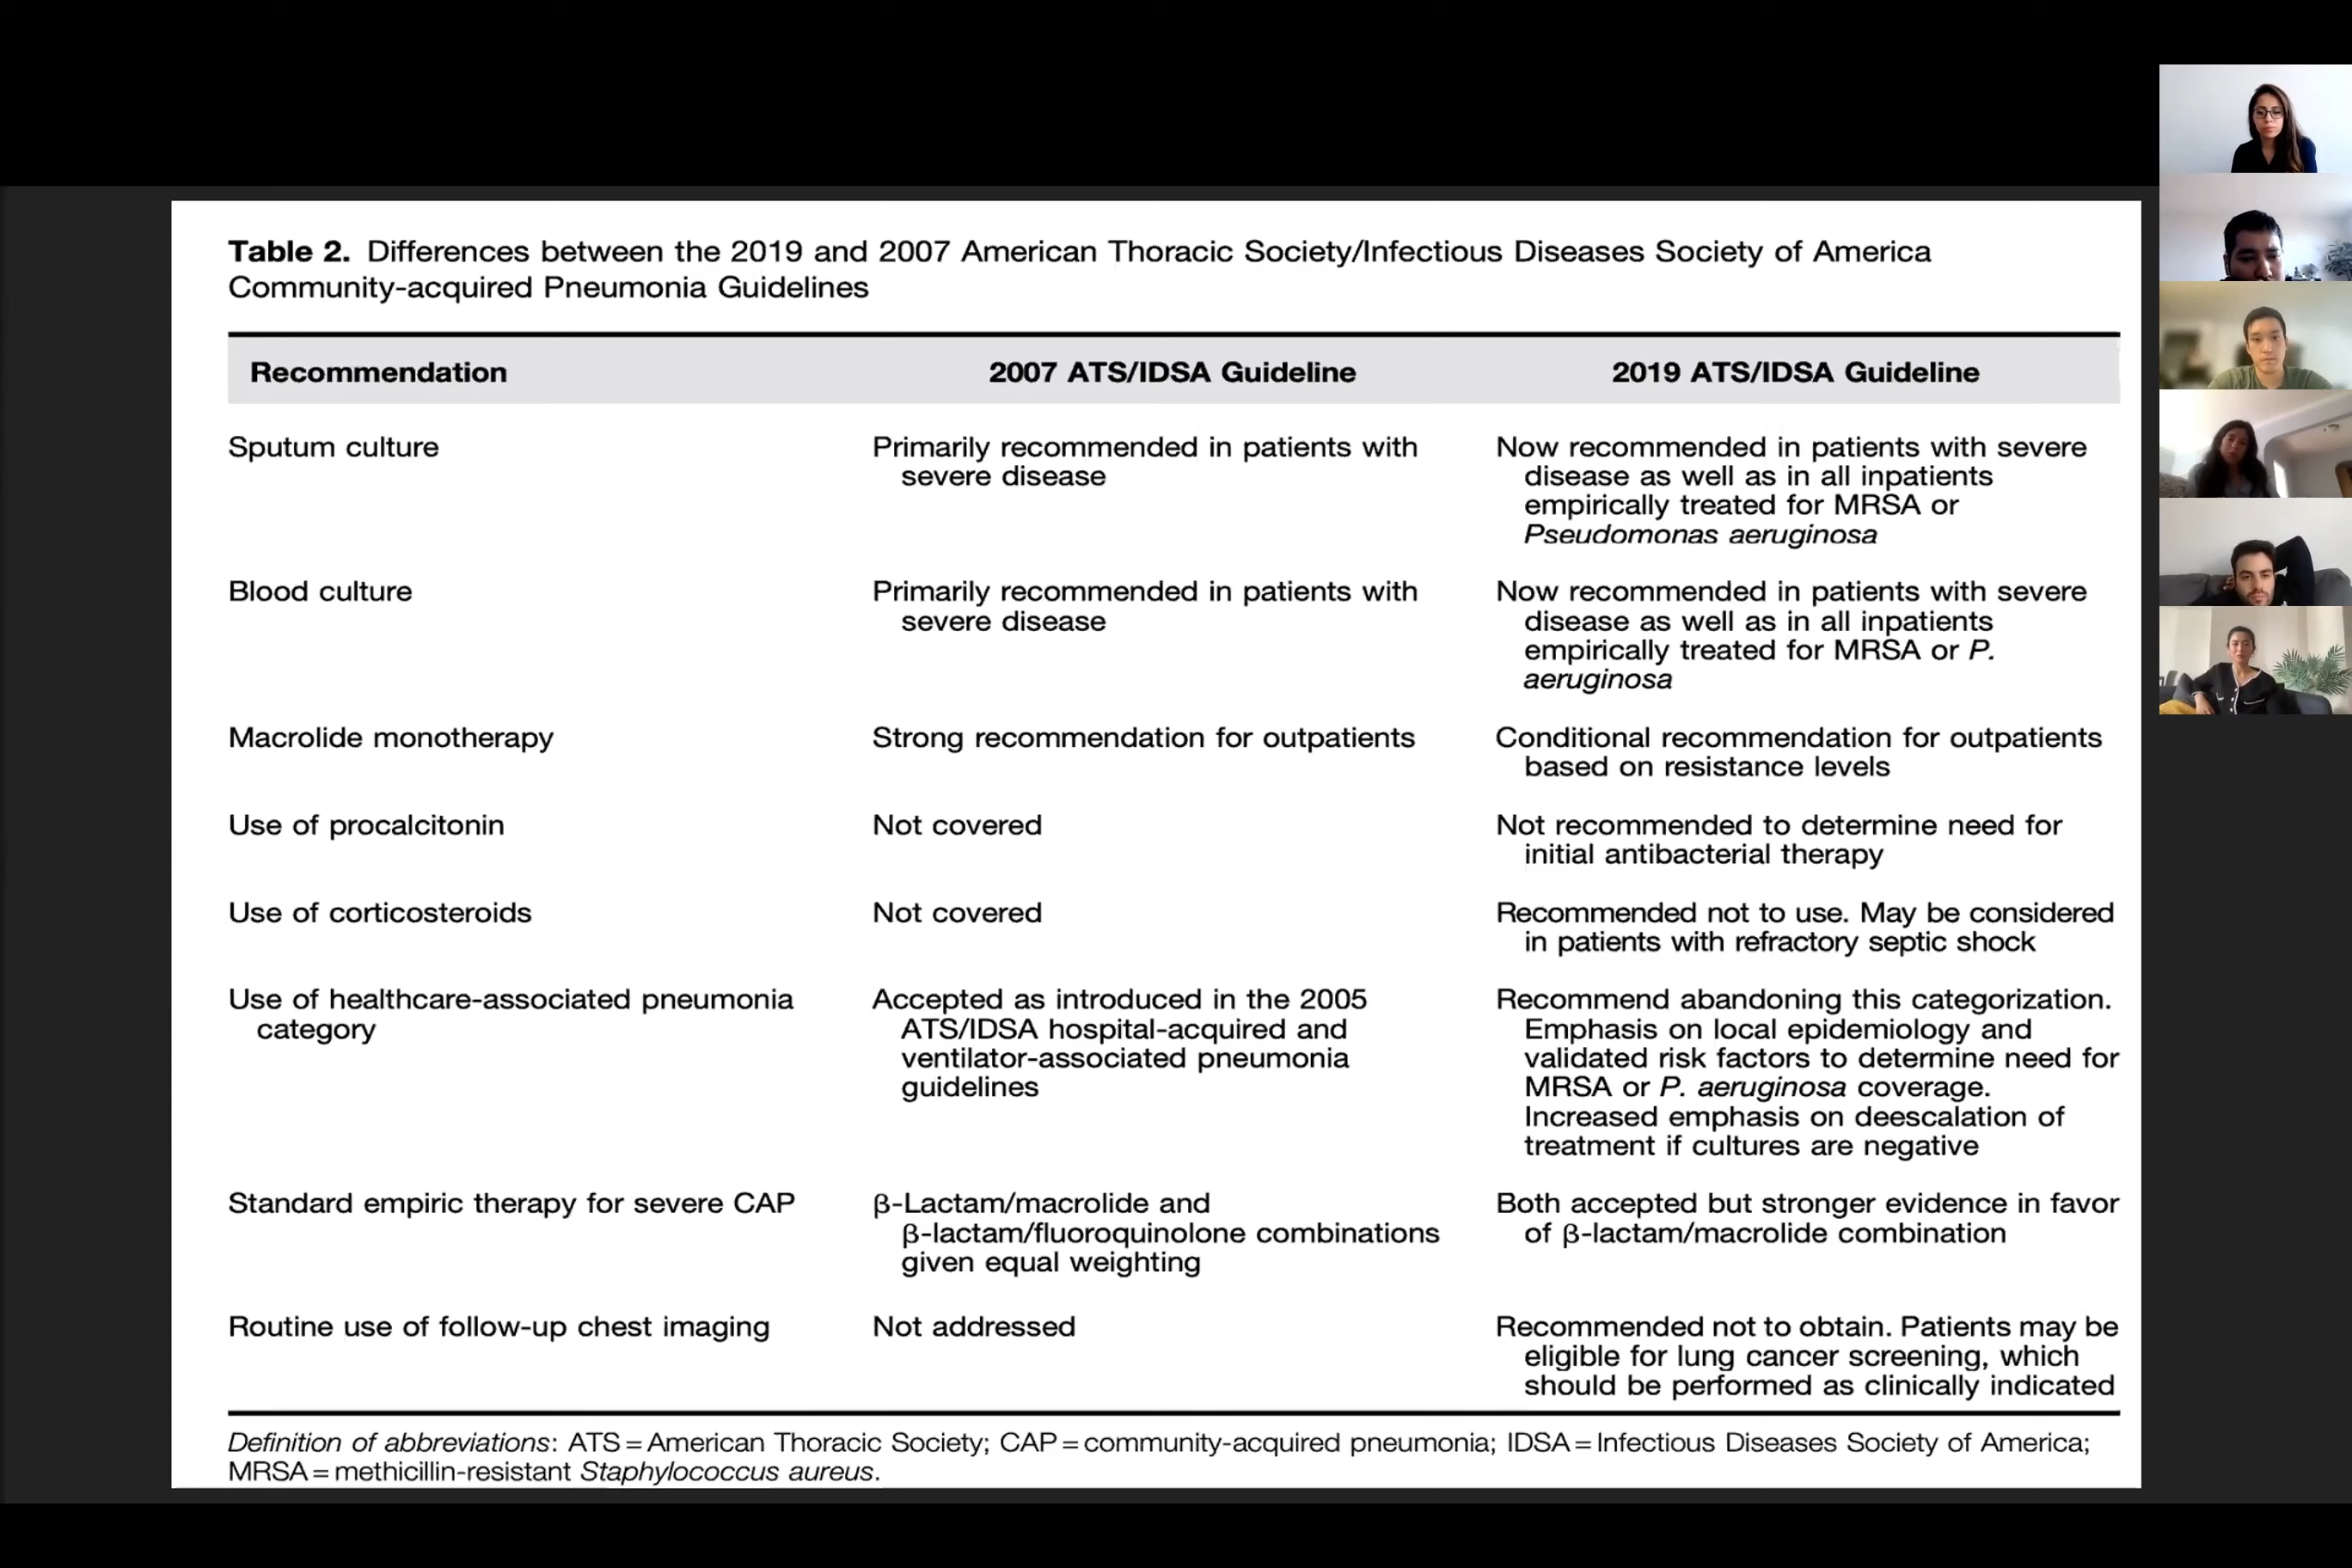 Table 2. Differences between the 2019 and 2007 American Thoracic Society/Infectious Diseases Society of America
Community-acquired Pneumonia Guidelines
Recommendation
2007 ATS/IDSA Guideline
2019 ATS/IDSA Guideline
Sputum culture
Primarily recommended in patients with
severe disease
Now recommended in patients with severe
disease as well as in all inpatients
empirically treated for MRSA or
Pseudomonas aeruginosa
Blood culture
Primarily recommended in patients with
severe disease
Now recommended in patients with severe
disease as well as in all inpatients
empirically treated for MRSA or P.
aeruginosa
Macrolide monotherapy
Strong recommendation for outpatients
Conditional recommendation for outpatients
based on resistance levels
Use of procalcitonin
Not covered
Not recommended to determine need for
initial antibacterial therapy
Use of corticosteroids
Not covered
Recommended not to use. May be considered
in patients with refractory septic shock
Use of healthcare-associated pneumonia
category
Accepted as introduced in the 2005
ATS/IDSA hospital-acquired and
ventilator-associated pneumonia
guidelines
Recommend abandoning this categorization.
Emphasis on local epidemiology and
validated risk factors to determine need for
MRSA or P. aeruginosa coverage.
Increased emphasis on deescalation of
treatment if cultures are negative
Standard empiric therapy for severe CAP
β-Lactam/macrolide and
β-lactam/fluoroquinolone combinations
given equal weighting
Both accepted but stronger evidence in favor
of β-lactam/macrolide combination
Routine use of follow-up chest imaging
Not addressed
Recommended not to obtain. Patients may be
eligible for lung cancer screening, which
should be performed as clinically indicated
Definition of abbreviations: ATS = American Thoracic Society; CAP = community-acquired pneumonia; IDSA = Infectious Diseases Society of America;
MRSA = methicillin-resistant Staphylococcus aureus.